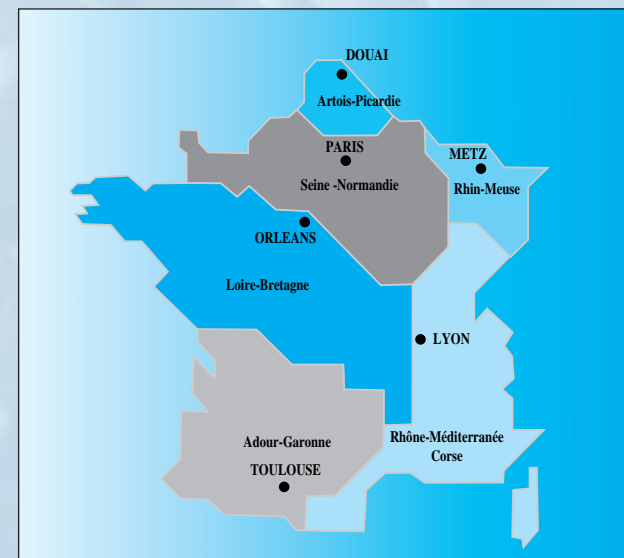 DOUAI
Artois-Picardie
PARIS
Seine -Normandie
METZ
Rhin-Meuse
ORLEANS
Loire-Bretagne
LYON
Rhône-Méditerranée
Corse
Adour-Garonne
TOULOUSE